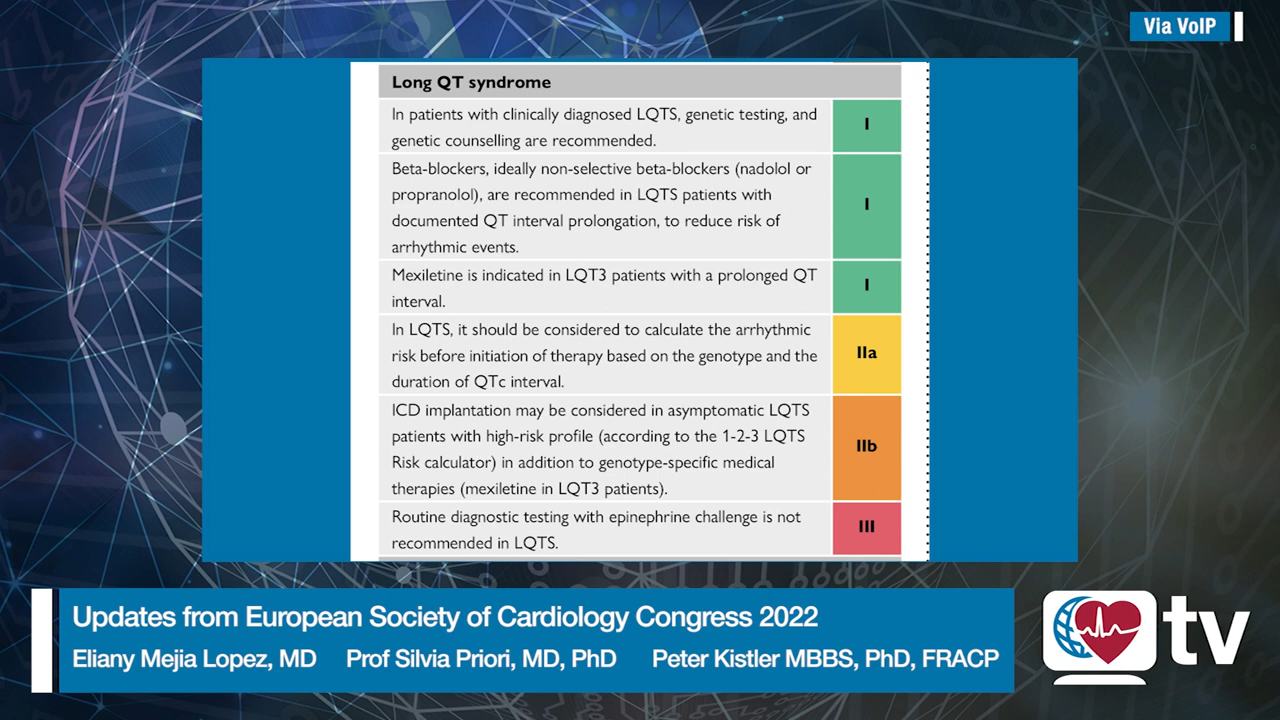 Via VoIP
Long QT syndrome
In patients with clinically diagnosed LQTS, genetic testing, and
genetic counselling are recommended.
I
Beta-blockers, ideally non-selective beta-blockers (nadolol or
propranolol), are recommended in LQTS patients with
documented QT interval prolongation, to reduce risk of
arrhythmic events.
I
Mexiletine is indicated in LQT3 patients with a prolonged QT
interval.
I
In LQTS, it should be considered to calculate the arrhythmic
risk before initiation of therapy based on the genotype and the
duration of QTc interval.
IIa
ICD implantation may be considered in asymptomatic LQTS
patients with high-risk profile (according to the 1-2-3 LQTS
Risk calculator) in addition to genotype-specific medical
therapies (mexiletine in LQT3 patients).
IIb
Routine diagnostic testing with epinephrine challenge is not
recommended in LQTS.
III
Updates from European Society of Cardiology Congress 2022
Eliany Mejia Lopez, MD Prof Silvia Priori, MD, PhD Peter Kistler MBBS, PhD, FRACP
tv